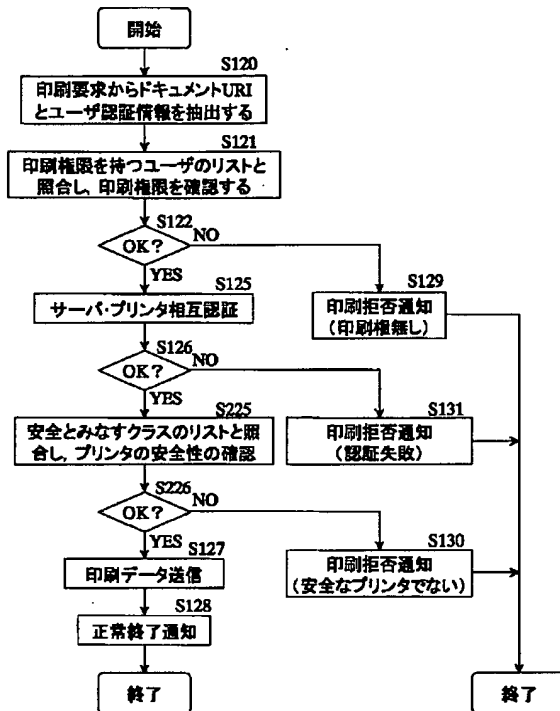 開始
S120
印刷要求からドキュメントURI
とユーザ認証情報を抽出する
S121
印刷権限を持つユーザのリストと
照合し、印刷権限を確認する
S122
OK?
NO
YES
S125
サーバ・プリンタ相互認証
S129
印刷拒否通知
(印刷権無し)
S126
OK?
NO
YES
S225
安全とみなすクラスのリストと照
合し、プリンタの安全性の確認
S131
印刷拒否通知
(認証失敗)
S226
OK?
NO
YES
S127
印刷データ送信
S130
印刷拒否通知
(安全なプリンタでない)
S128
正常終了通知
終了
終了